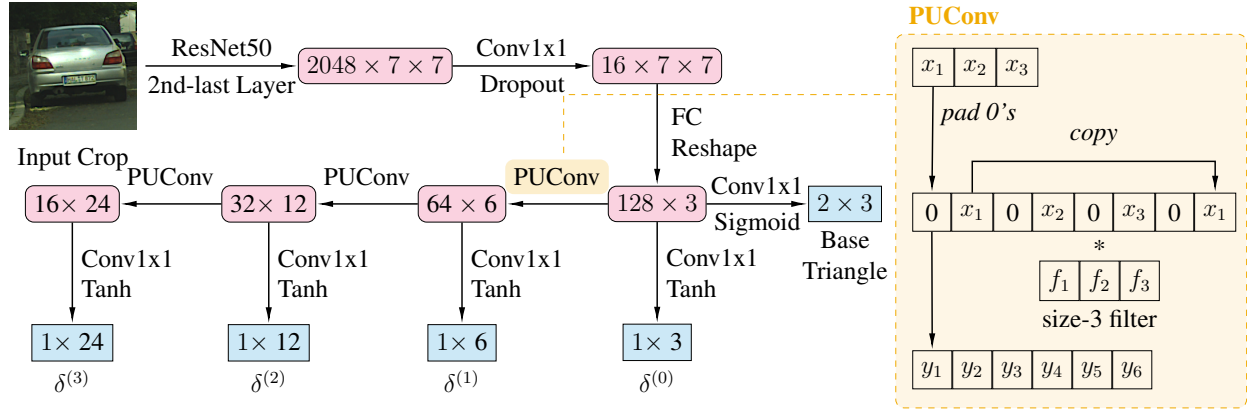 ResNet50
2nd-last Layer
2048 × 7 × 7
Conv1x1
Dropout
16 × 7 × 7
FC
Reshape
Input Crop
16× 24
PUConv
32× 12
PUConv
64 × 6
PUConv
128 × 3
Conv1x1
Sigmoid
2 × 3
Base
Triangle
Conv1x1
Tanh
Conv1x1
Tanh
Conv1x1
Tanh
Conv1x1
Tanh
1× 24
1× 12
1× 6
1× 3
δ⁽³⁾
δ⁽²⁾
δ⁽¹⁾
δ⁽⁰⁾
PUConv
x₁ x₂ x₃
pad 0's
copy
0 x₁ 0 x₂ 0 x₃ 0 x₁
*
f₁ f₂ f₃
size-3 filter
y₁ y₂ y₃ y₄ y₅ y₆